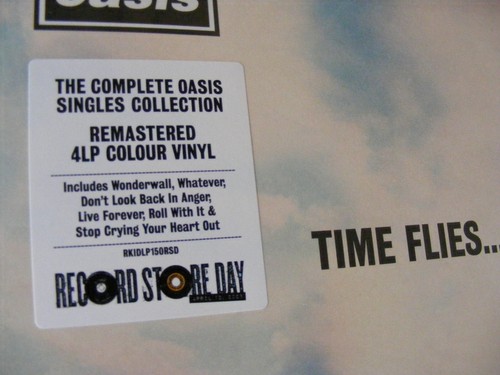 oasis
THE COMPLETE OASIS
SINGLES COLLECTION
REMASTERED
4LP COLOUR VINYL
Includes Wonderwall, Whatever,
Don't Look Back In Anger,
Live Forever, Roll With It &
Stop Crying Your Heart Out
RKIDLP150RSD
RECORD STORE DAY
TIME FLIES...